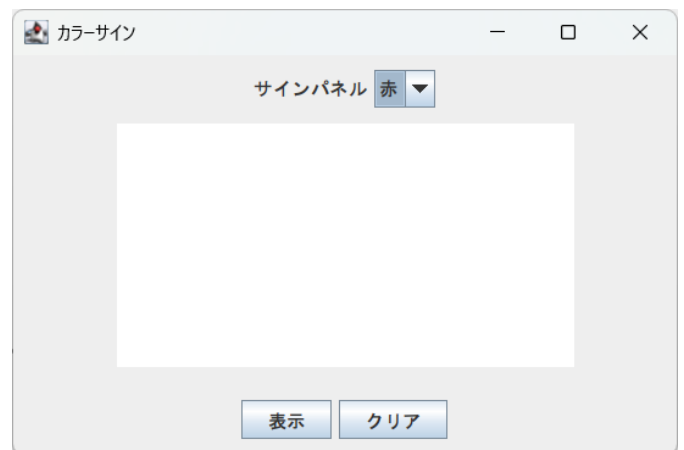 カラーサイン
サインパネル 赤
表示 クリア